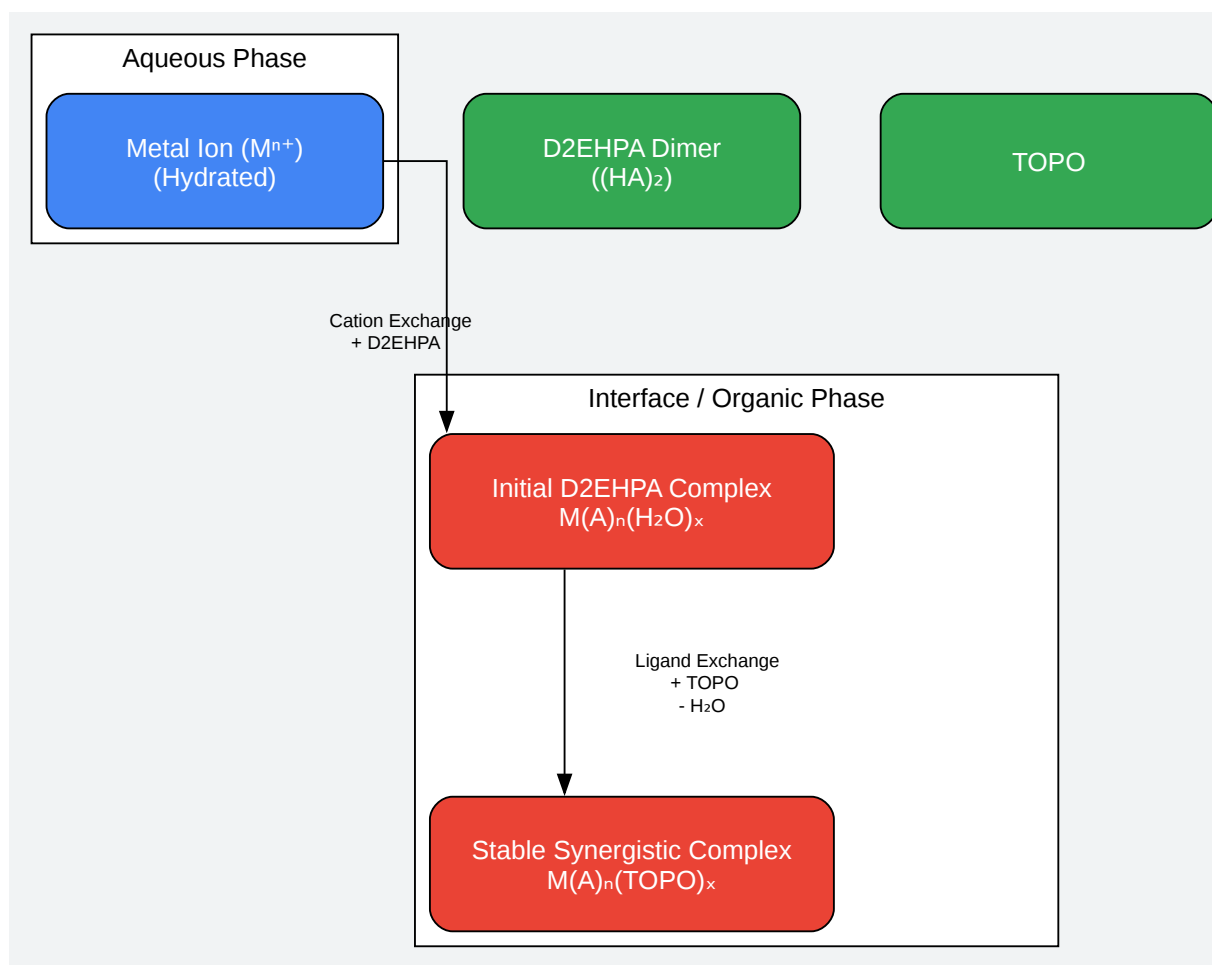 Aqueous Phase
Metal Ion (Mⁿ⁺)
(Hydrated)
D2EHPA Dimer
((HA)₂)
TOPO
Cation Exchange
+ D2EHPA
Interface / Organic Phase
Initial D2EHPA Complex
M(A)ₙ(H₂O)ₓ
Ligand Exchange
+ TOPO
- H₂O
Stable Synergistic Complex
M(A)ₙ(TOPO)ₓ